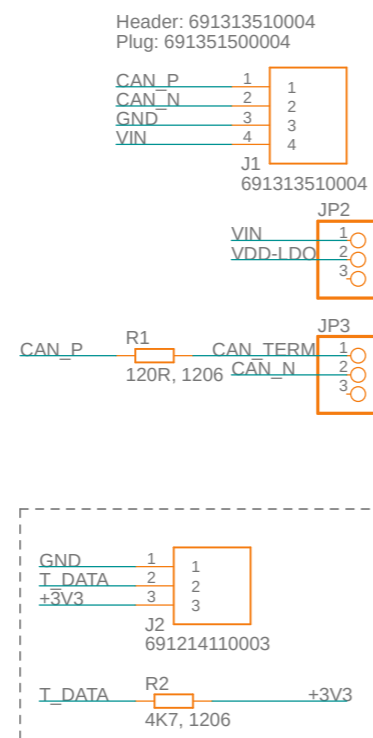 Header: 691313510004
Plug: 691351500004
CAN_P 1 1
CAN_N 2 2
GND 3 3
VIN 4 4
J1
691313510004
JP2
VIN 1
VDD-LDO 2
3
JP3
CAN_P R1 CAN_TERM 1
120R, 1206 CAN_N 2
3
GND 1 1
T_DATA 2 2
+3V3 3 3
J2
691214110003
T_DATA R2 +3V3
4K7, 1206